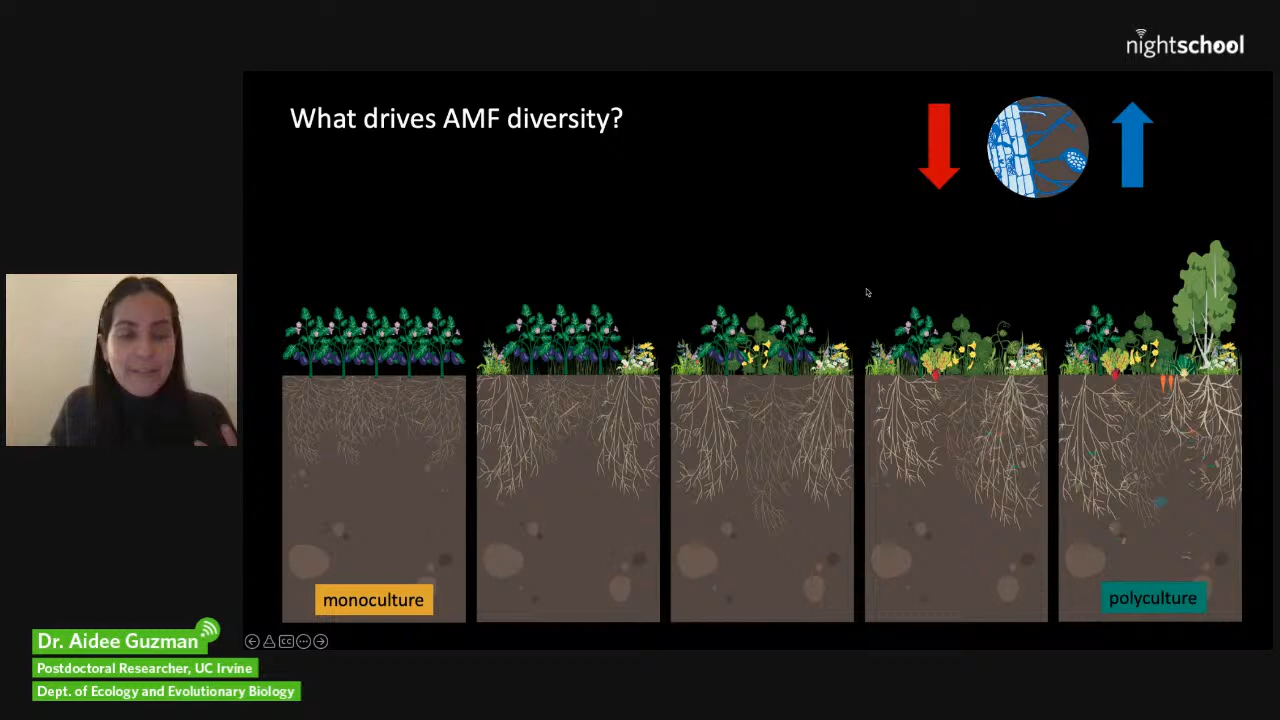 nightschool
What drives AMF diversity?
monoculture
polyculture
Dr. Aidee Guzman
Postdoctoral Researcher, UC Irvine
Dept. of Ecology and Evolutionary Biology
CC